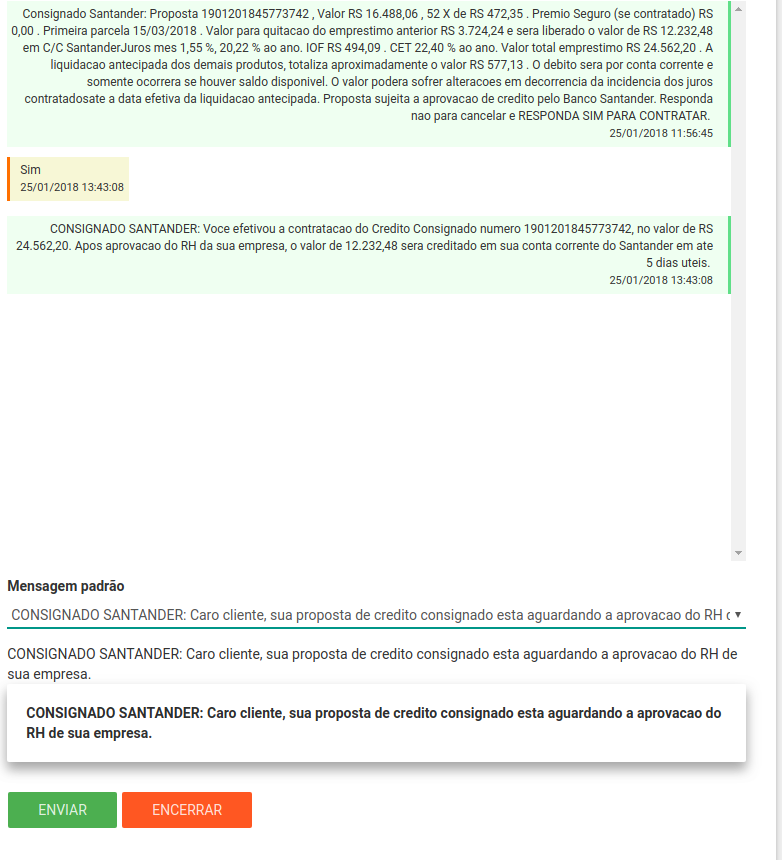 Consignado Santander: Proposta 1901201845773742 , Valor RS 16.488,06 , 52 X de RS 472,35 . Premio Seguro (se contratado) RS
0,00 . Primeira parcela 15/03/2018 . Valor para quitacao do emprestimo anterior RS 3.724,24 e sera liberado o valor de RS 12.232,48
em C/C SantanderJuros mes 1,55 %, 20,22 % ao ano. IOF RS 494,09 . CET 22,40 % ao ano. Valor total emprestimo RS 24.562,20 . A
liquidacao antecipada dos demais produtos, totaliza aproximadamente o valor RS 577,13 . O debito sera por conta corrente e
somente ocorrera se houver saldo disponivel. O valor podera sofrer alteracoes em decorrencia da incidencia dos juros
contratadosate a data efetiva da liquidacao antecipada. Proposta sujeita a aprovacao de credito pelo Banco Santander. Responda
nao para cancelar e RESPONDA SIM PARA CONTRATAR.
25/01/2018 11:56:45
Sim
25/01/2018 13:43:08
CONSIGNADO SANTANDER: Voce efetivou a contratacao do Credito Consignado numero 1901201845773742, no valor de RS
24.562,20. Apos aprovacao do RH da sua empresa, o valor de 12.232,48 sera creditado em sua conta corrente do Santander em ate
5 dias uteis.
25/01/2018 13:43:08
Mensagem padrão
CONSIGNADO SANTANDER: Caro cliente, sua proposta de credito consignado esta aguardando a aprovacao do RH
CONSIGNADO SANTANDER: Caro cliente, sua proposta de credito consignado esta aguardando a aprovacao do RH de
sua empresa.
CONSIGNADO SANTANDER: Caro cliente, sua proposta de credito consignado esta aguardando a aprovacao do
RH de sua empresa.
ENVIAR
ENCERRAR